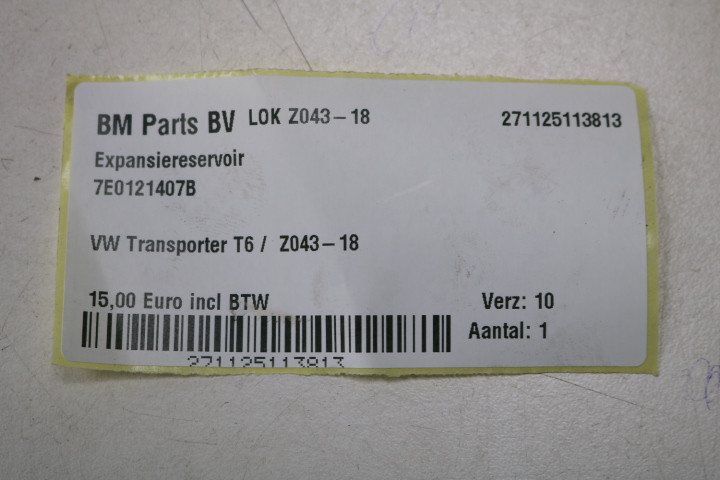 BM Parts BV LOK Z043-18 271125113813
Expansiereservoir
7E0121407B
VW Transporter T6 / Z043-18
15,00 Euro incl BTW Verz: 10
Aantal: 1
271125113813